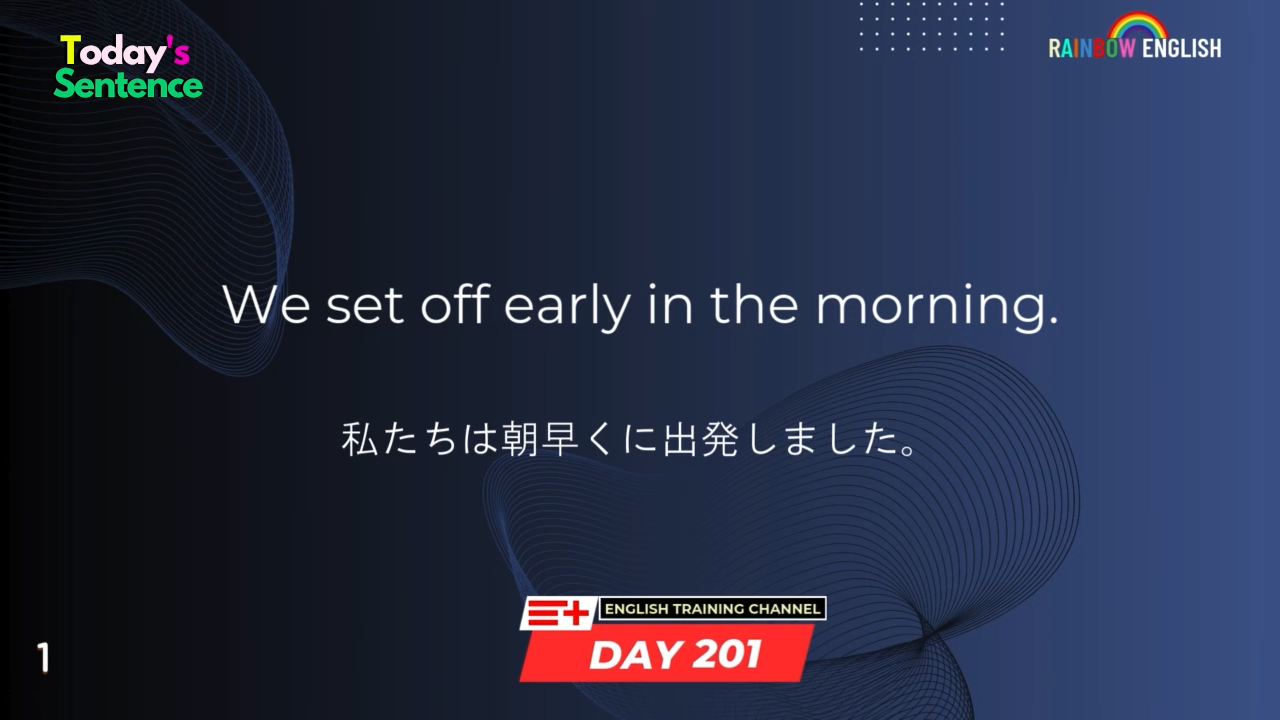 Today's
Sentence
RAINBOW ENGLISH
We set off early in the morning.
私たちは朝早くに出発しました。
ENGLISH TRAINING CHANNEL
DAY 201
1